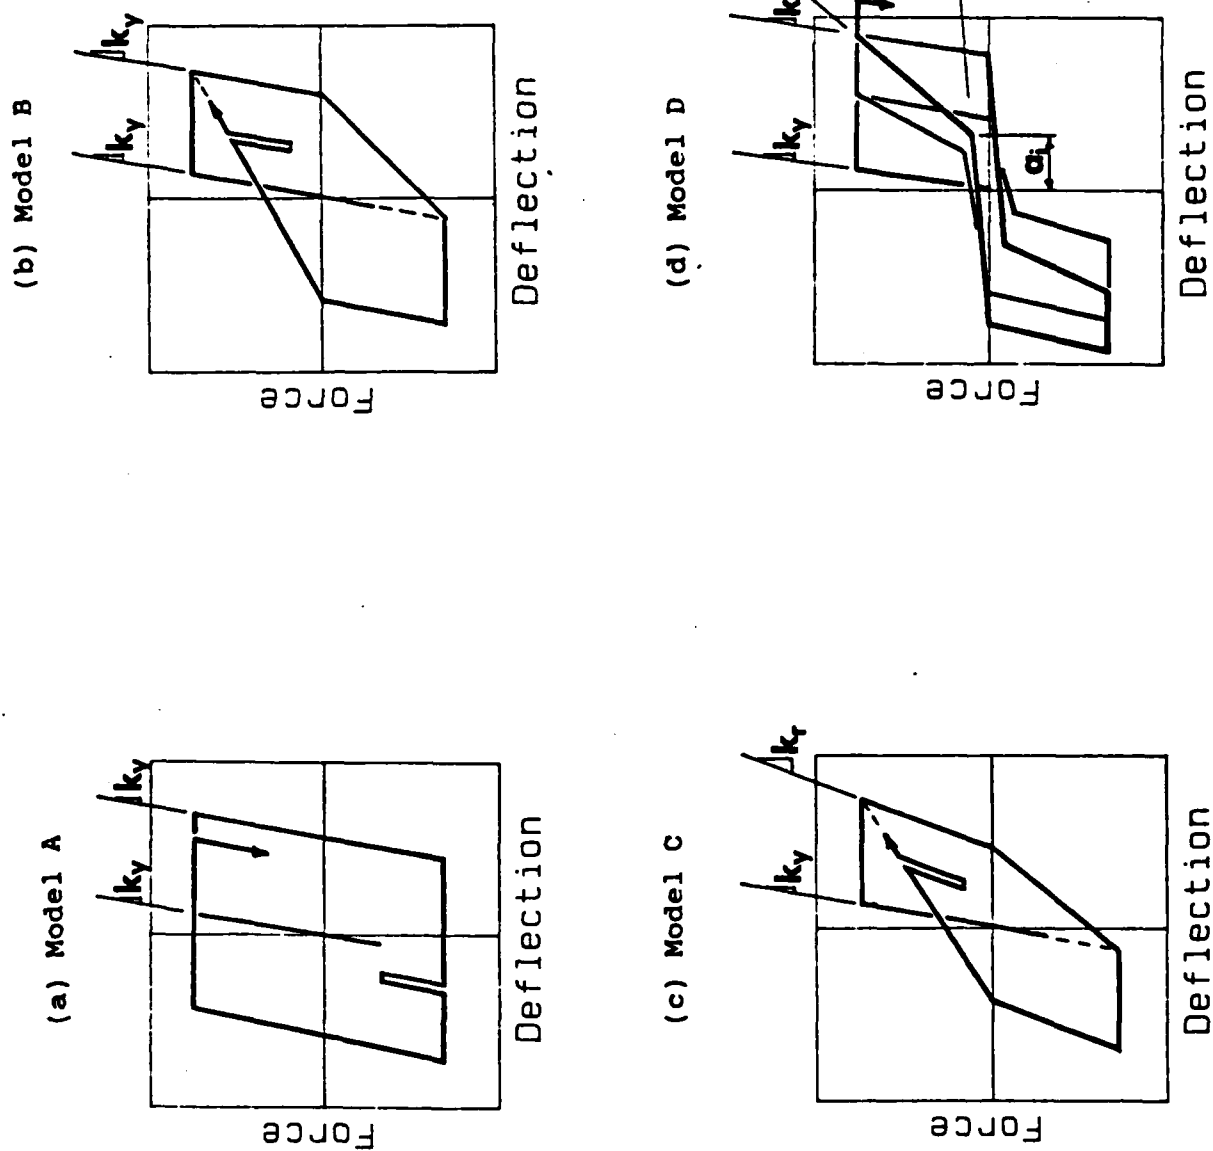 (a) Model A
ky
ky
Force
Deflection
(b) Model B
ky
ky
Force
Deflection
(c) Model C
ky
kr
Force
Deflection
(d) Model D
ky
k
ai
Force
Deflection